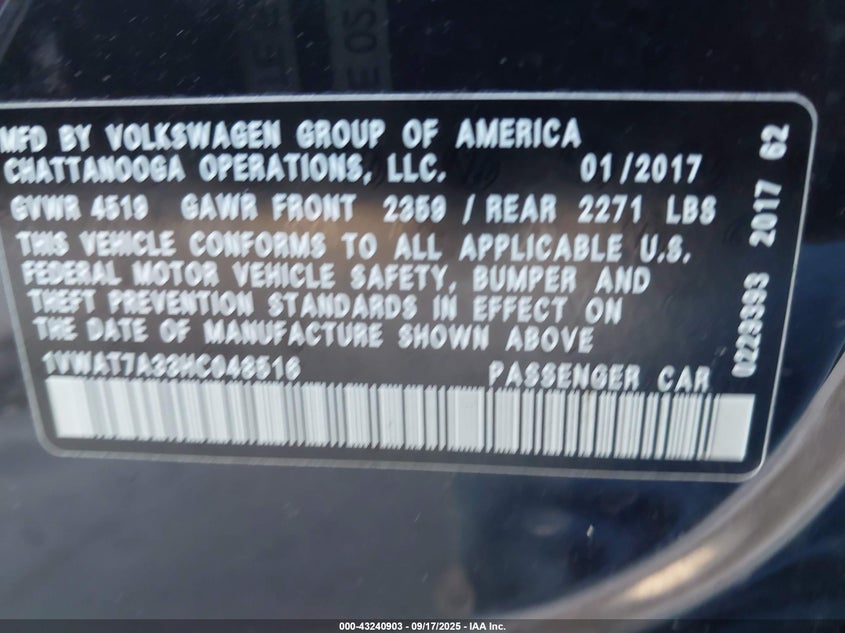 MFD BY VOLKSWAGEN GROUP OF AMERICA
CHATTANOOGA OPERATIONS, LLC. 01/2017
GVWR 4519 GAWR FRONT 2359 / REAR 2271 LBS
THIS VEHICLE CONFORMS TO ALL APPLICABLE U.S.
FEDERAL MOTOR VEHICLE SAFETY, BUMPER AND
THEFT PREVENTION STANDARDS IN EFFECT ON
THE DATE OF MANUFACTURE SHOWN ABOVE
1VWAT7A33HC048516 PASSENGER CAR
2017 62
000-43240903 - 09/17/2025 - IAA Inc.